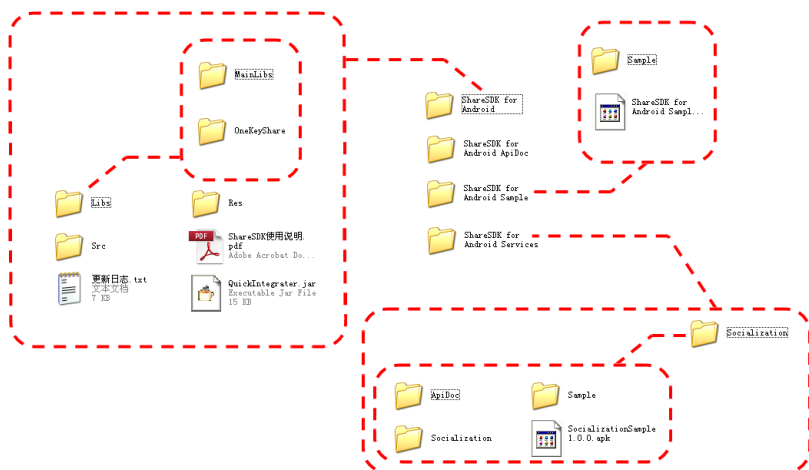 MainLibs
OneKeyShare
Libs
Res
Src
ShareSDK使用说明.
pdf
Adobe Acrobat Do...
更新日志.txt
文本文档
7 KB
QuickIntegrater.jar
Executable Jar File
15 KB
ShareSDK for
Android
ShareSDK for
Android ApiDoc
ShareSDK for
Android Sample
ShareSDK for
Android Services
Sample
ShareSDK for
Android Sampl...
Socialization
ApiDoc
Sample
Socialization
SocializationSample
1.0.0.apk
PDF